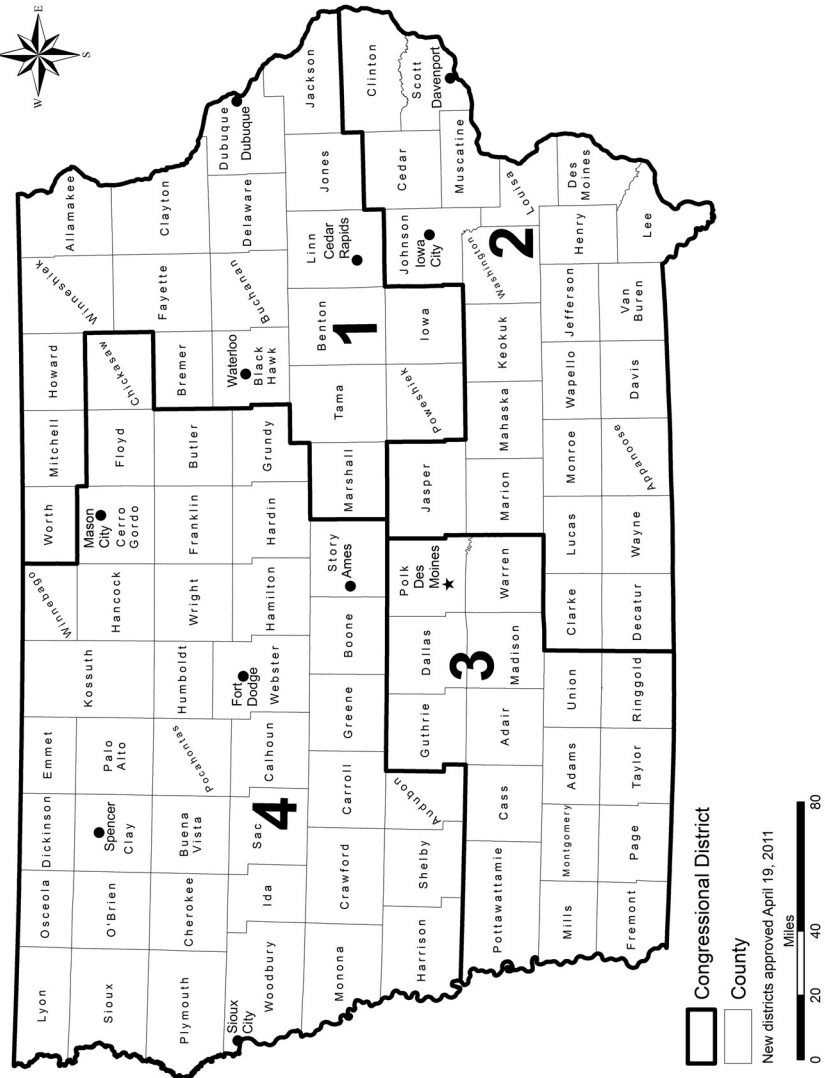 N
E
S
W
Lyon
Osceola
Dickinson
Emmet
Kossuth
Winnebago
Worth
Mitchell
Howard
Winneshiek
Allamakee
Sioux
O'Brien
Spencer
Clay
Palo
Alto
Hancock
Mason
City
Cerro
Gordo
Floyd
Chickasaw
Fayette
Clayton
Plymouth
Cherokee
Buena
Vista
Pocahontas
Humboldt
Wright
Franklin
Butler
Bremer
Sioux
City
Woodbury
Ida
Sac
4
Calhoun
Fort
Dodge
Webster
Hamilton
Hardin
Grundy
Waterloo
Black
Hawk
Buchanan
Delaware
Dubuque
Dubuque
Monona
Crawford
Carroll
Greene
Boone
Story
Ames
Marshall
Tama
Benton
1
Linn
Cedar
Rapids
Jones
Jackson
Harrison
Shelby
Audubon
Guthrie
Dallas
Polk
Des
Moines
Jasper
Poweshiek
Iowa
Johnson
Iowa
City
Cedar
Clinton
Scott
Davenport
Muscatine
Pottawattamie
Cass
Adair
3
Madison
Warren
Marion
Mahaska
Keokuk
Washington
2
Louisa
Mills
Montgomery
Adams
Union
Clarke
Lucas
Monroe
Wapello
Jefferson
Henry
Des
Moines
Fremont
Page
Taylor
Ringgold
Decatur
Wayne
Appanoose
Davis
Van
Buren
Lee
Congressional District
County
New districts approved April 19, 2011
Miles
0 20 40 80